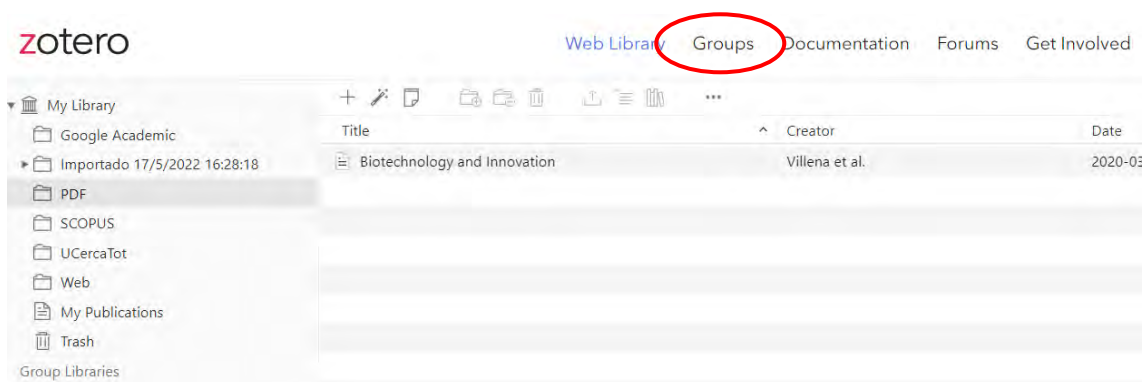 zotero
Web Library Groups Documentation Forums Get Involved
My Library
Google Academic
Importado 17/5/2022 16:28:18
PDF
SCOPUS
UCercaTot
Web
My Publications
Trash
Group Libraries
Title Creator Date
Biotechnology and Innovation Villena et al. 2020-03